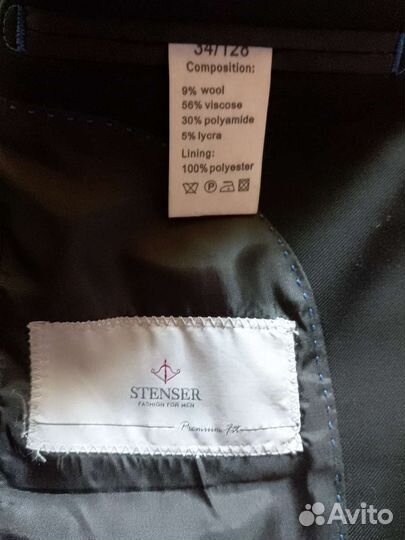 34/128
Composition:
9% wool
56% viscose
30% polyamide
5% lycra
Lining:
100% polyester
STENSER
FASHION FOR MEN
Premium Fit
Avito